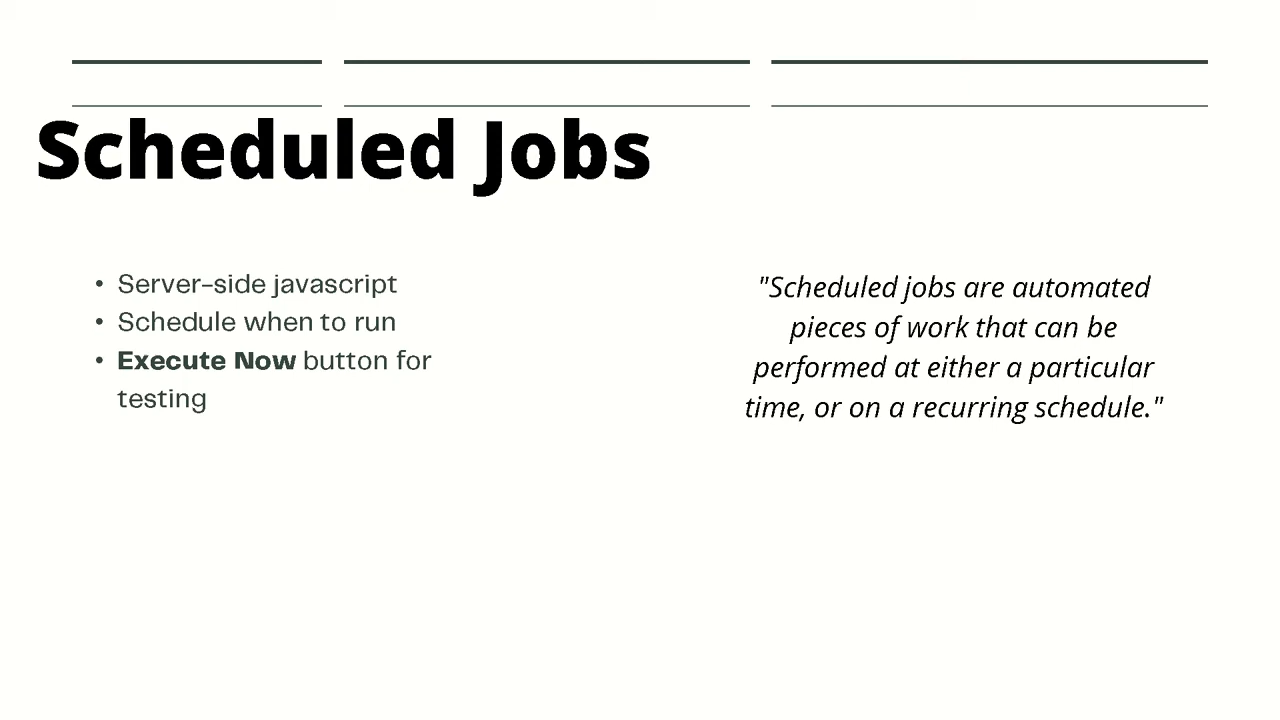 Scheduled Jobs
• Server-side javascript
• Schedule when to run
• Execute Now button for
testing
"Scheduled jobs are automated
pieces of work that can be
performed at either a particular
time, or on a recurring schedule."